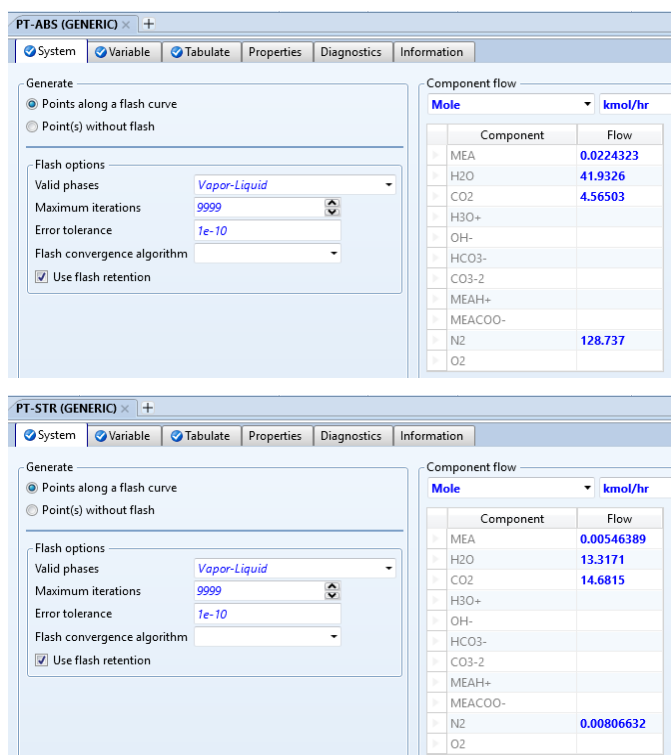 PT-ABS (GENERIC) × +
System Variable Tabulate Properties Diagnostics Information
Generate
Points along a flash curve
Point(s) without flash
Flash options
Valid phases Vapor-Liquid
Maximum iterations 9999
Error tolerance 1e-10
Flash convergence algorithm
Use flash retention
Component flow
Mole kmol/hr
Component Flow
MEA 0.0224323
H2O 41.9326
CO2 4.56503
H3O+
OH-
HCO3-
CO3-2
MEAH+
MEACOO-
N2 128.737
O2
PT-STR (GENERIC) × +
System Variable Tabulate Properties Diagnostics Information
Generate
Points along a flash curve
Point(s) without flash
Flash options
Valid phases Vapor-Liquid
Maximum iterations 9999
Error tolerance 1e-10
Flash convergence algorithm
Use flash retention
Component flow
Mole kmol/hr
Component Flow
MEA 0.00546389
H2O 13.3171
CO2 14.6815
H3O+
OH-
HCO3-
CO3-2
MEAH+
MEACOO-
N2 0.00806632
O2